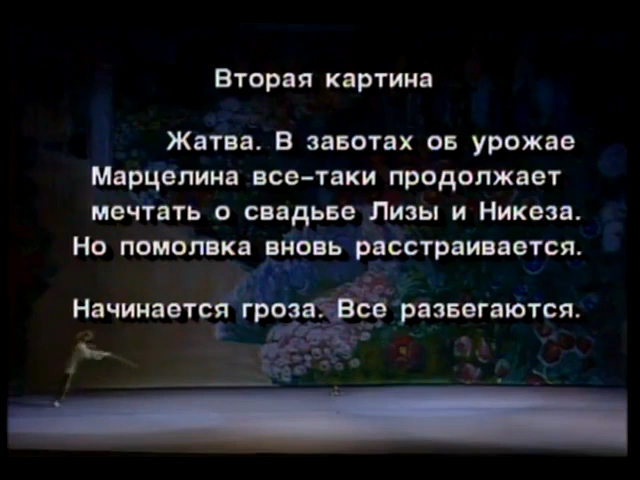 Вторая картина
Жатва. В заботах об урожае
Марцелина все-таки продолжает
мечтать о свадьбе Лизы и Никеза.
Но помолвка вновь расстраивается.
Начинается гроза. Все разбегаются.